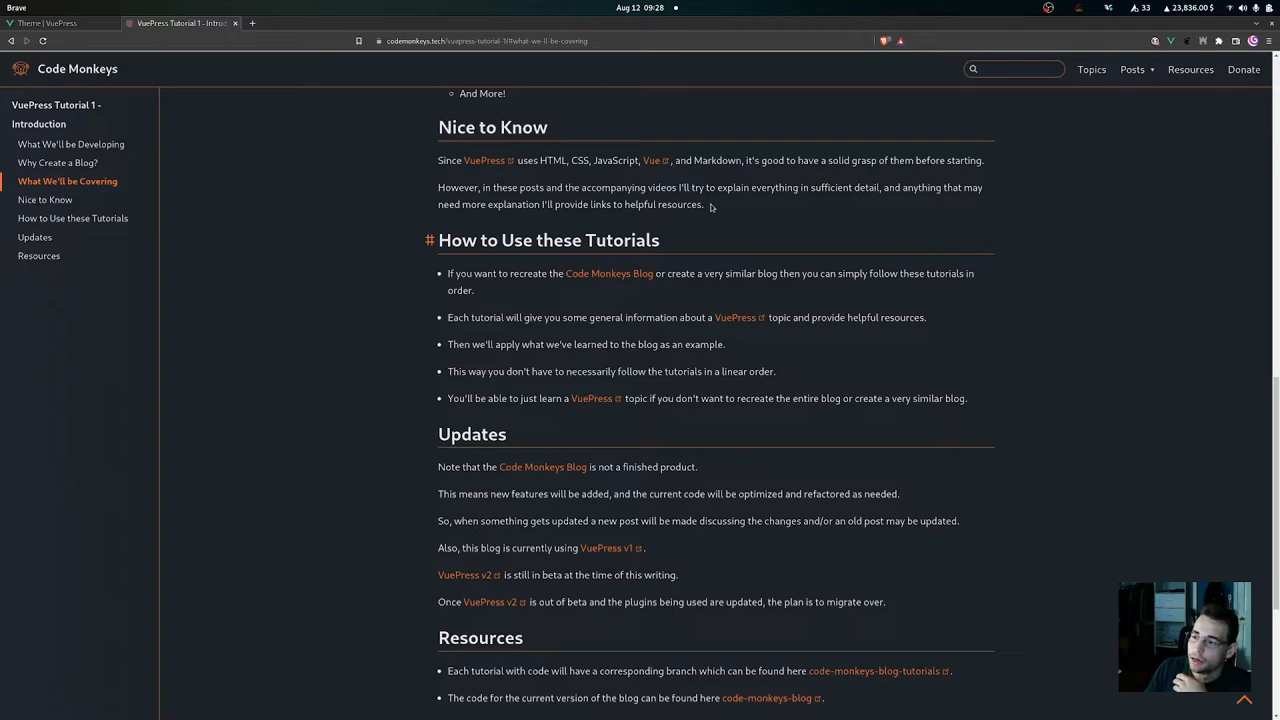 Brave
Aug 12 09:28
33
23,836.00 $
Theme | VuePress
VuePress Tutorial 1 - Introd
codemonkeys.tech/vuepress-tutorial-1/#what-we-ll-be-covering
Code Monkeys
Topics
Posts
Resources
Donate
VuePress Tutorial 1 -
Introduction
What We'll be Developing
Why Create a Blog?
What We'll be Covering
Nice to Know
How to Use these Tutorials
Updates
Resources
And More!
Nice to Know
Since VuePress uses HTML, CSS, JavaScript, Vue , and Markdown, it's good to have a solid grasp of them before starting.
However, in these posts and the accompanying videos I'll try to explain everything in sufficient detail, and anything that may
need more explanation I'll provide links to helpful resources.
# How to Use these Tutorials
If you want to recreate the Code Monkeys Blog or create a very similar blog then you can simply follow these tutorials in
order.
Each tutorial will give you some general information about a VuePress topic and provide helpful resources.
Then we'll apply what we've learned to the blog as an example.
This way you don't have to necessarily follow the tutorials in a linear order.
You'll be able to just learn a VuePress topic if you don't want to recreate the entire blog or create a very similar blog.
Updates
Note that the Code Monkeys Blog is not a finished product.
This means new features will be added, and the current code will be optimized and refactored as needed.
So, when something gets updated a new post will be made discussing the changes and/or an old post may be updated.
Also, this blog is currently using VuePress v1 .
VuePress v2 is still in beta at the time of this writing.
Once VuePress v2 is out of beta and the plugins being used are updated, the plan is to migrate over.
Resources
Each tutorial with code will have a corresponding branch which can be found here code-monkeys-blog-tutorials .
The code for the current version of the blog can be found here code-monkeys-blog .